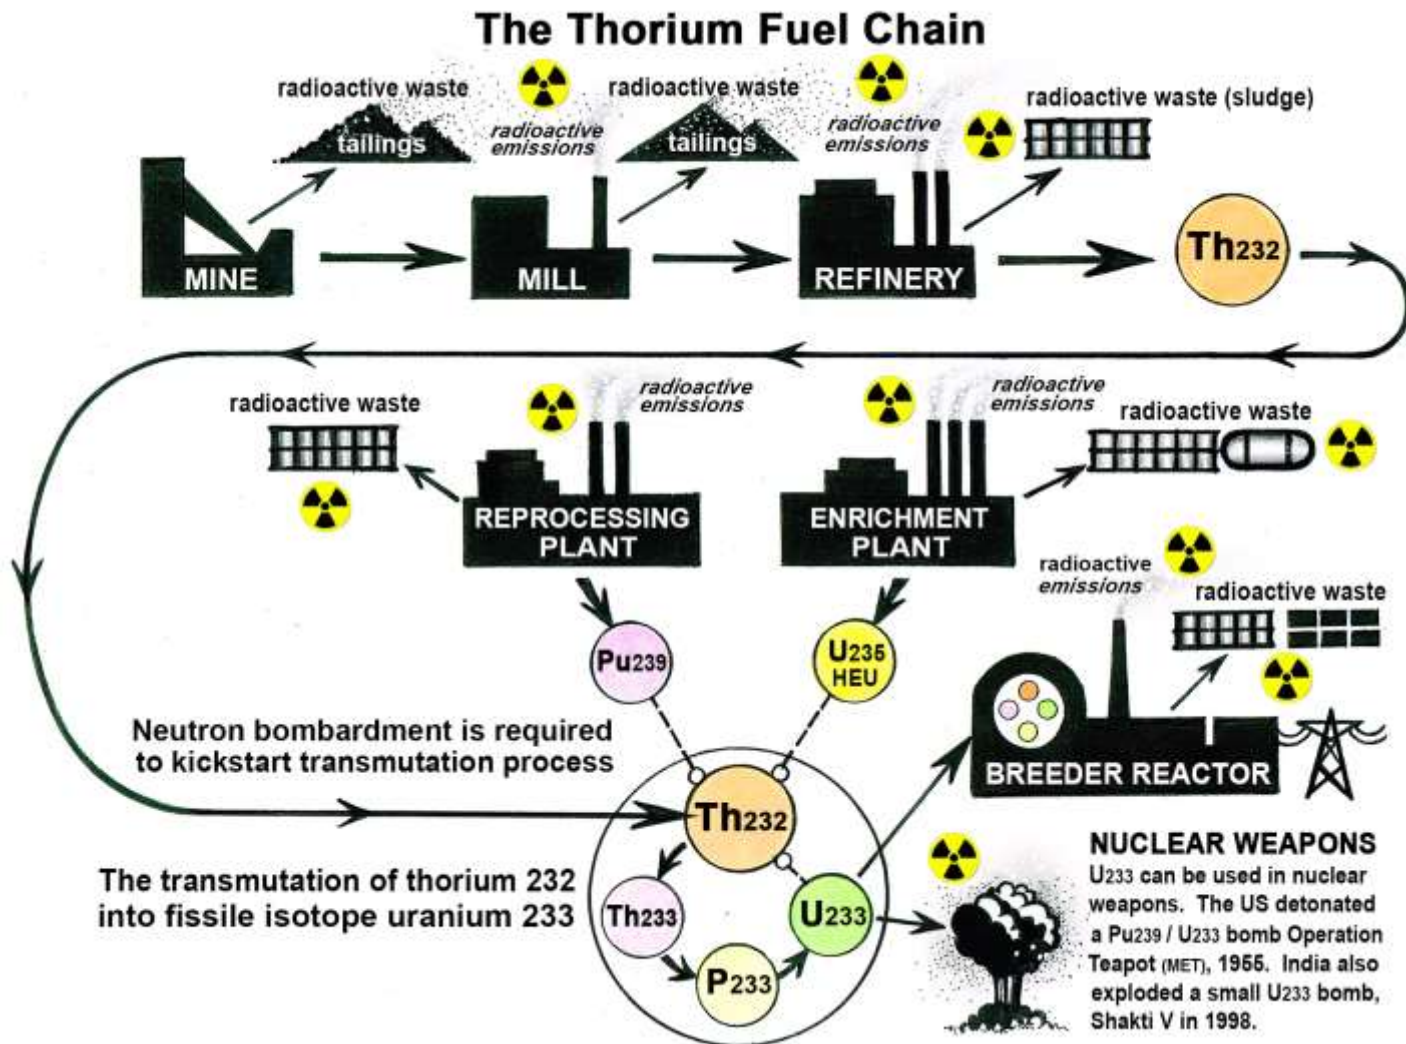 The Thorium Fuel Chain
radioactive waste
tailings
radioactive
emissions
radioactive waste
tailings
radioactive
emissions
radioactive waste (sludge)
MINE
MILL
REFINERY
Th232
radioactive waste
radioactive
emissions
REPROCESSING
PLANT
radioactive
emissions
ENRICHMENT
PLANT
radioactive waste
Pu239
U235
HEU
radioactive
emissions
radioactive waste
BREEDER REACTOR
Neutron bombardment is required
to kickstart transmutation process
Th232
The transmutation of thorium 232
into fissile isotope uranium 233
Th233
P233
U233
NUCLEAR WEAPONS
U233 can be used in nuclear
weapons. The US detonated
a Pu239 / U233 bomb Operation
Teapot (MET), 1955. India also
exploded a small U233 bomb,
Shakti V in 1998.